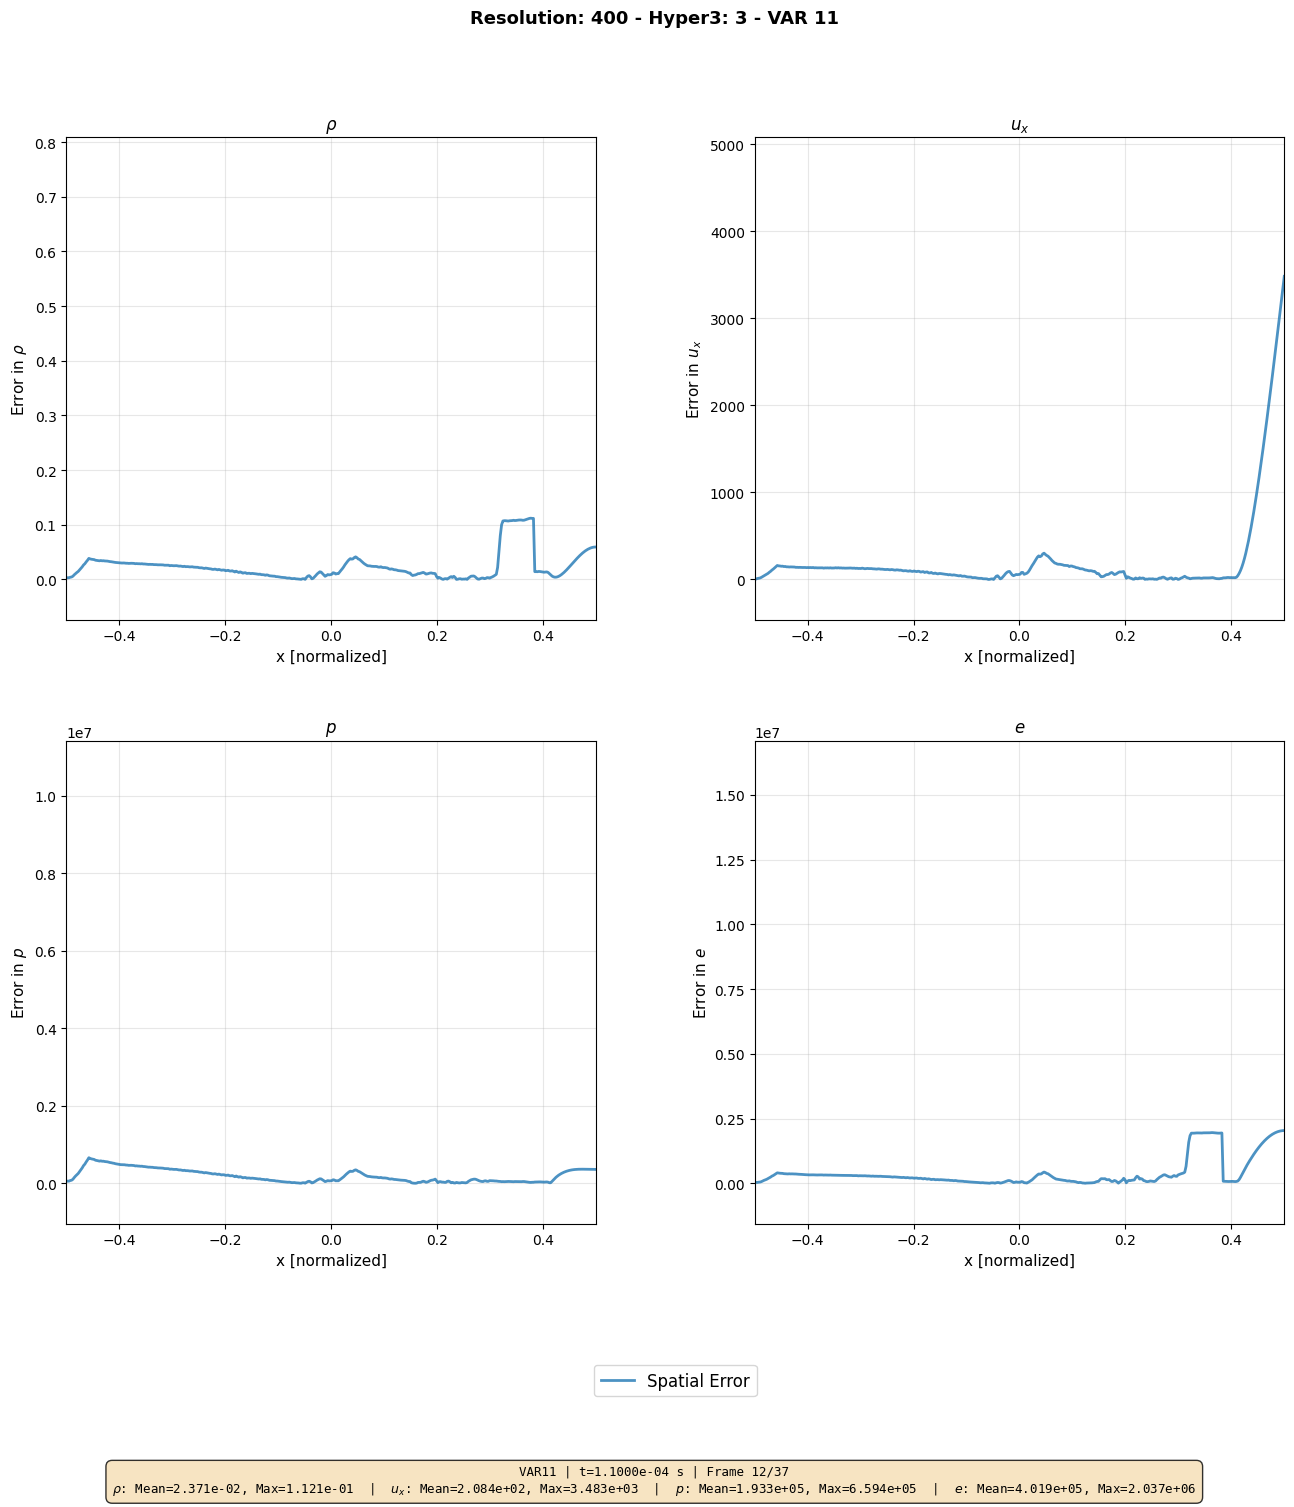 Resolution: 400 - Hyper3: 3 - VAR 11
ρ
Error in ρ
0.8
0.7
0.6
0.5
0.4
0.3
0.2
0.1
0.0
−0.4 −0.2 0.0 0.2 0.4
x [normalized]
u_x
Error in u_x
5000
4000
3000
2000
1000
0
−0.4 −0.2 0.0 0.2 0.4
x [normalized]
p
1e7
Error in p
1.0
0.8
0.6
0.4
0.2
0.0
−0.4 −0.2 0.0 0.2 0.4
x [normalized]
e
1e7
Error in e
1.50
1.25
1.00
0.75
0.50
0.25
0.00
−0.4 −0.2 0.0 0.2 0.4
x [normalized]
Spatial Error
VAR11 | t=1.1000e-04 s | Frame 12/37
ρ: Mean=2.371e-02, Max=1.121e-01 | u_x: Mean=2.084e+02, Max=3.483e+03 | p: Mean=1.933e+05, Max=6.594e+05 | e: Mean=4.019e+05, Max=2.037e+06